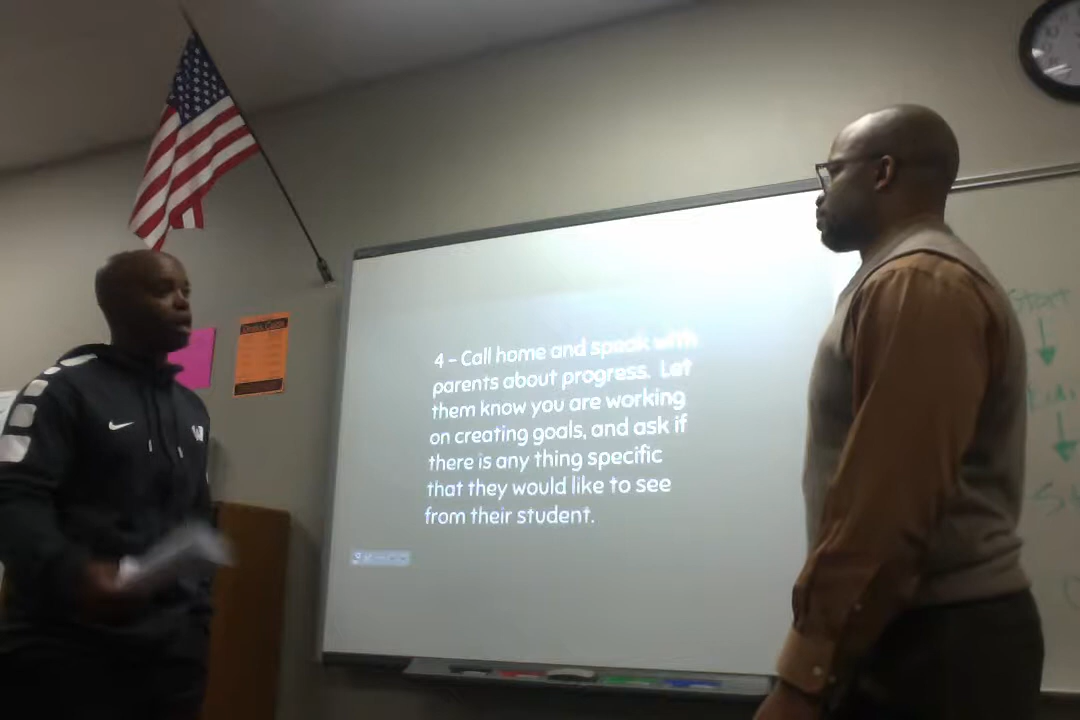 4 - Call home and speak with
parents about progress. Let
them know you are working
on creating goals, and ask if
there is any thing specific
that they would like to see
from their student.
Start